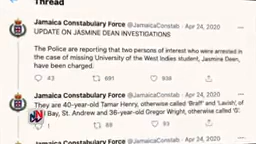 Thread
Jamaica Constabulary Force @JamaicaConstab · Apr 24, 2020
UPDATE ON JASMINE DEAN INVESTIGATIONS
The Police are reporting that two persons of interest who were arrested in
the case of missing University of the West Indies student, Jasmine Deen,
have been charged.
43 691 938
Jamaica Constabulary Force @JamaicaConstab · Apr 24, 2020
They are 40-year-old Tamar Henry, otherwise called 'Braff' and 'Lavish', of
Bay, St. Andrew and 36-year-old Gregor Wright, otherwise called 'G'.
1 89 93
Jamaica Constabulary Force @JamaicaConstab · Apr 24, 2020